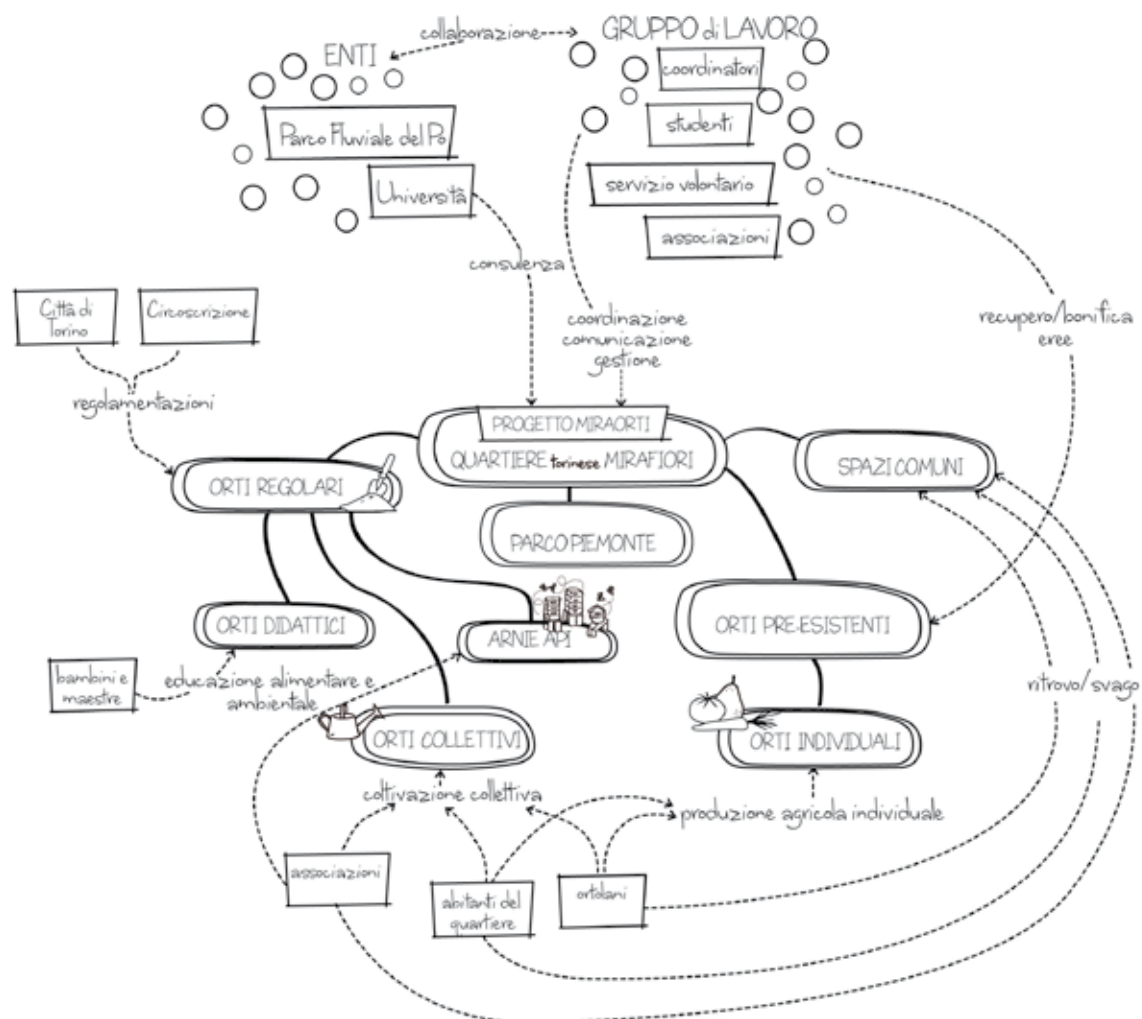 collaborazione
GRUPPO di LAVORO
ENTI
coordinatori
Parco Fluviale del Po
studenti
Università
servizio volontario
associazioni
consulenza
Città di
Torino
Circoscrizione
coordinazione
comunicazione
gestione
recupero/bonifica
eree
regolamentazioni
PROGETTO MIRAORTI
QUARTIERE torinese MIRAFIORI
ORTI REGOLARI
SPAZI COMUNI
PARCO PIEMONTE
ORTI DIDATTICI
ARNIE API
ORTI PRE-ESISTENTI
bambini e
maestre
educazione alimentare e
ambientale
ritrovo/svago
ORTI COLLETTIVI
ORTI INDIVIDUALI
coltivazione collettiva
produzione agricola individuale
associazioni
abitanti del
quartiere
ortolani